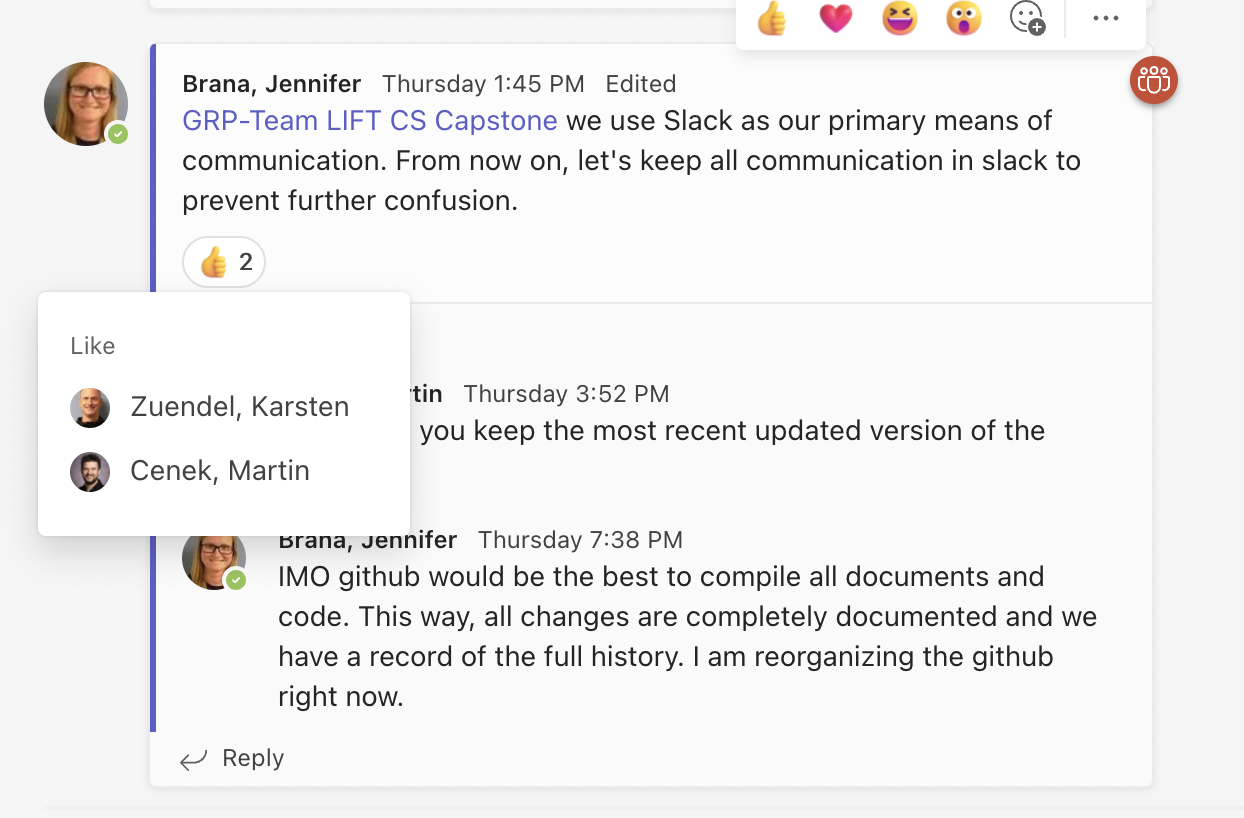 Brana, Jennifer Thursday 1:45 PM Edited
GRP-Team LIFT CS Capstone we use Slack as our primary means of
communication. From now on, let's keep all communication in slack to
prevent further confusion.
2
Like
Zuendel, Karsten
Cenek, Martin
tin Thursday 3:52 PM
you keep the most recent updated version of the
Brana, Jennifer Thursday 7:38 PM
IMO github would be the best to compile all documents and
code. This way, all changes are completely documented and we
have a record of the full history. I am reorganizing the github
right now.
Reply